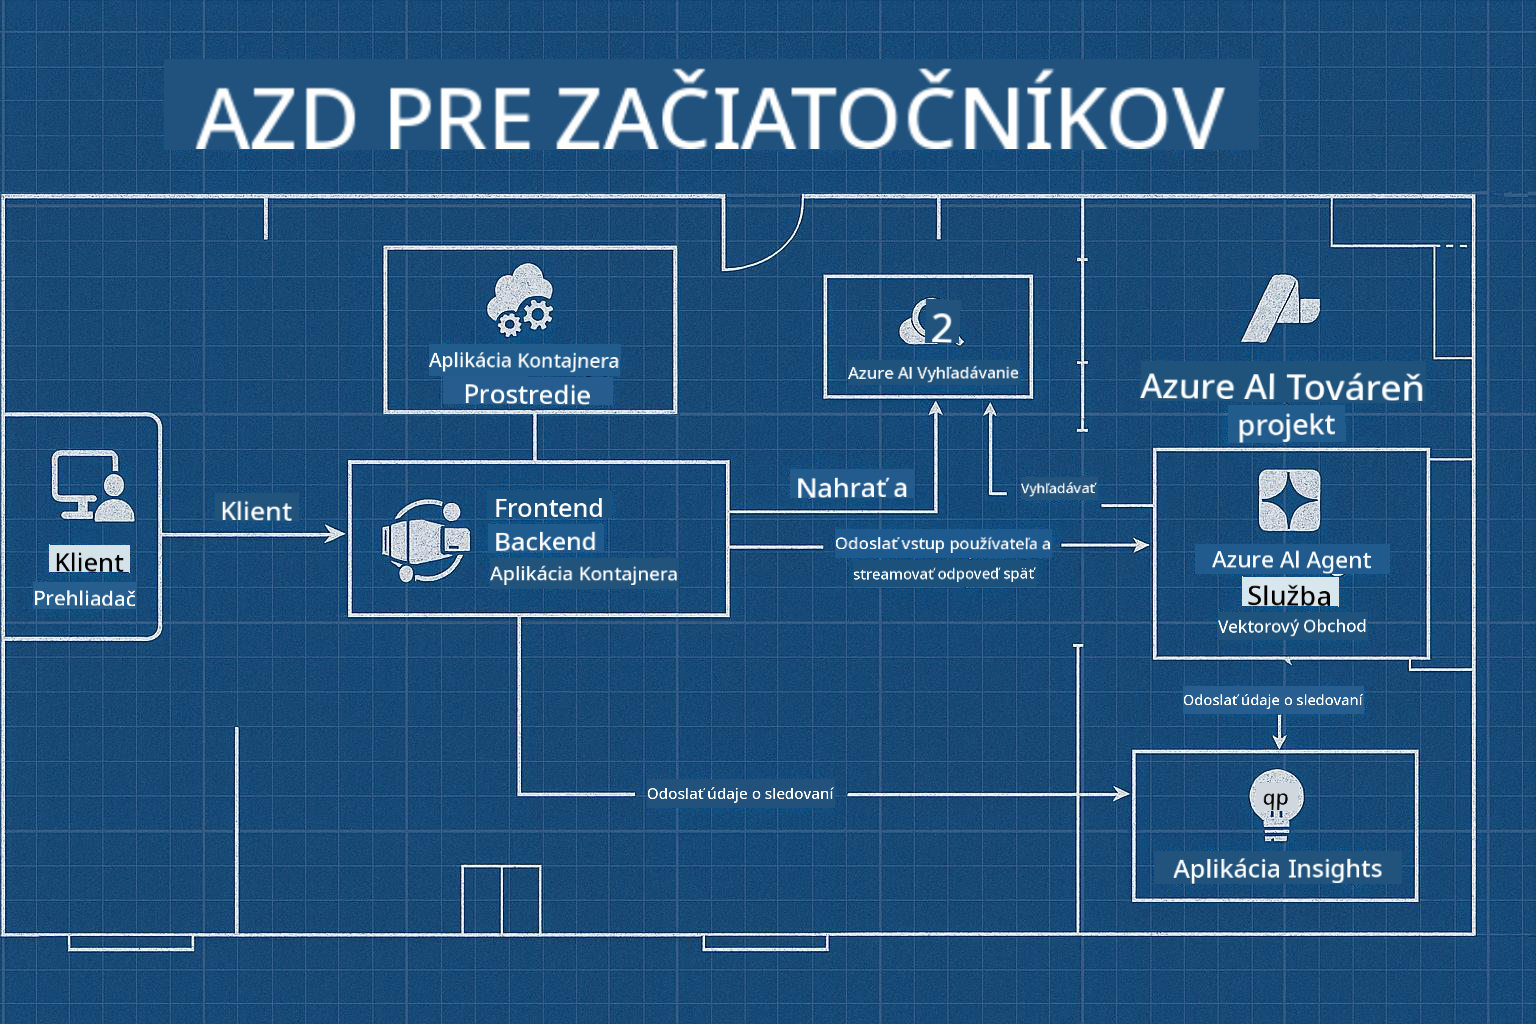 AZD PRE ZAČIATOČNÍKOV
Aplikácia Kontajnera
Prostredie
2
Azure AI Vyhľadávanie
Azure AI Továreň
projekt
Klient
Prehliadač
Klient
Frontend
Backend
Aplikácia Kontajnera
Nahrať a
Vyhľadávať
Odoslať vstup používateľa a
streamovať odpoveď späť
Azure AI Agent
Služba
Vektorový Obchod
Odoslať údaje o sledovaní
Odoslať údaje o sledovaní
qp
Aplikácia Insights